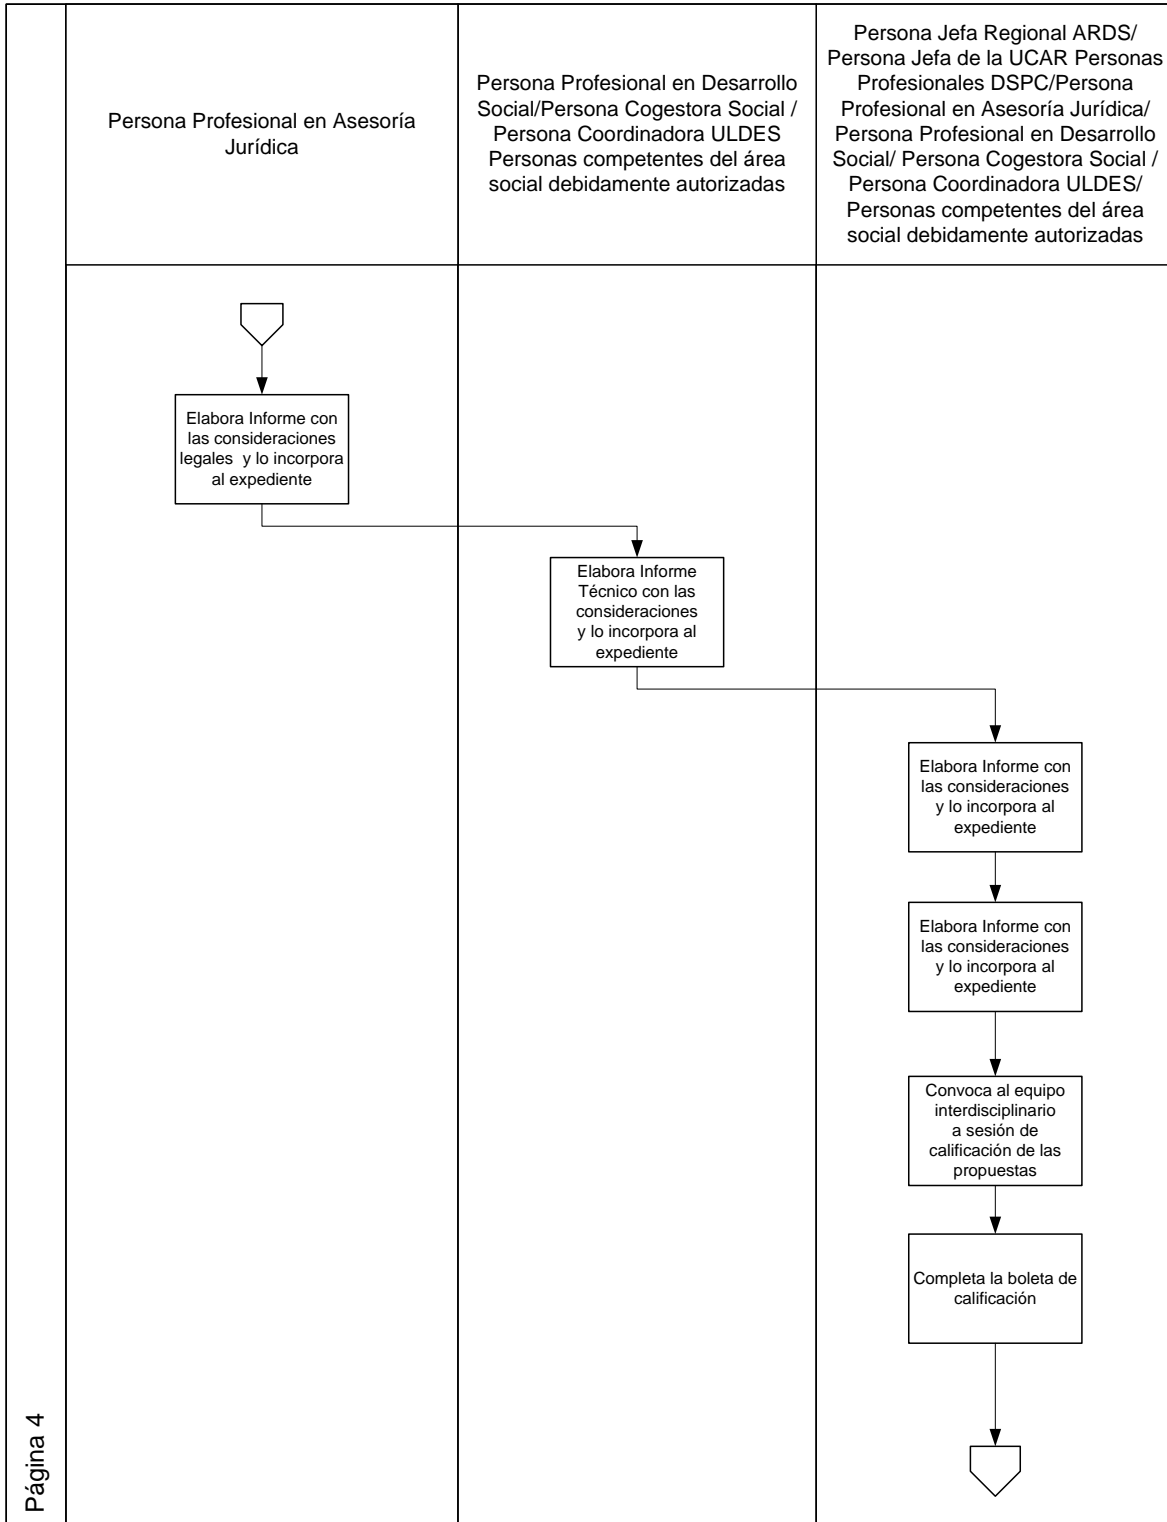 Persona Profesional en Asesoría
Jurídica
Persona Profesional en Desarrollo
Social/Persona Cogestora Social /
Persona Coordinadora ULDES
Personas competentes del área
social debidamente autorizadas
Persona Jefa Regional ARDS/
Persona Jefa de la UCAR Personas
Profesionales DSPC/Persona
Profesional en Asesoría Jurídica/
Persona Profesional en Desarrollo
Social/ Persona Cogestora Social /
Persona Coordinadora ULDES/
Personas competentes del área
social debidamente autorizadas
Elabora Informe con
las consideraciones
legales  y lo incorpora
al expediente
Elabora Informe
Técnico con las
consideraciones
y lo incorpora al
expediente
Elabora Informe con
las consideraciones
y lo incorpora al
expediente
Elabora Informe con
las consideraciones
y lo incorpora al
expediente
Convoca al equipo
interdisciplinario
a sesión de
calificación de las
propuestas
Completa la boleta de
calificación
Página 4